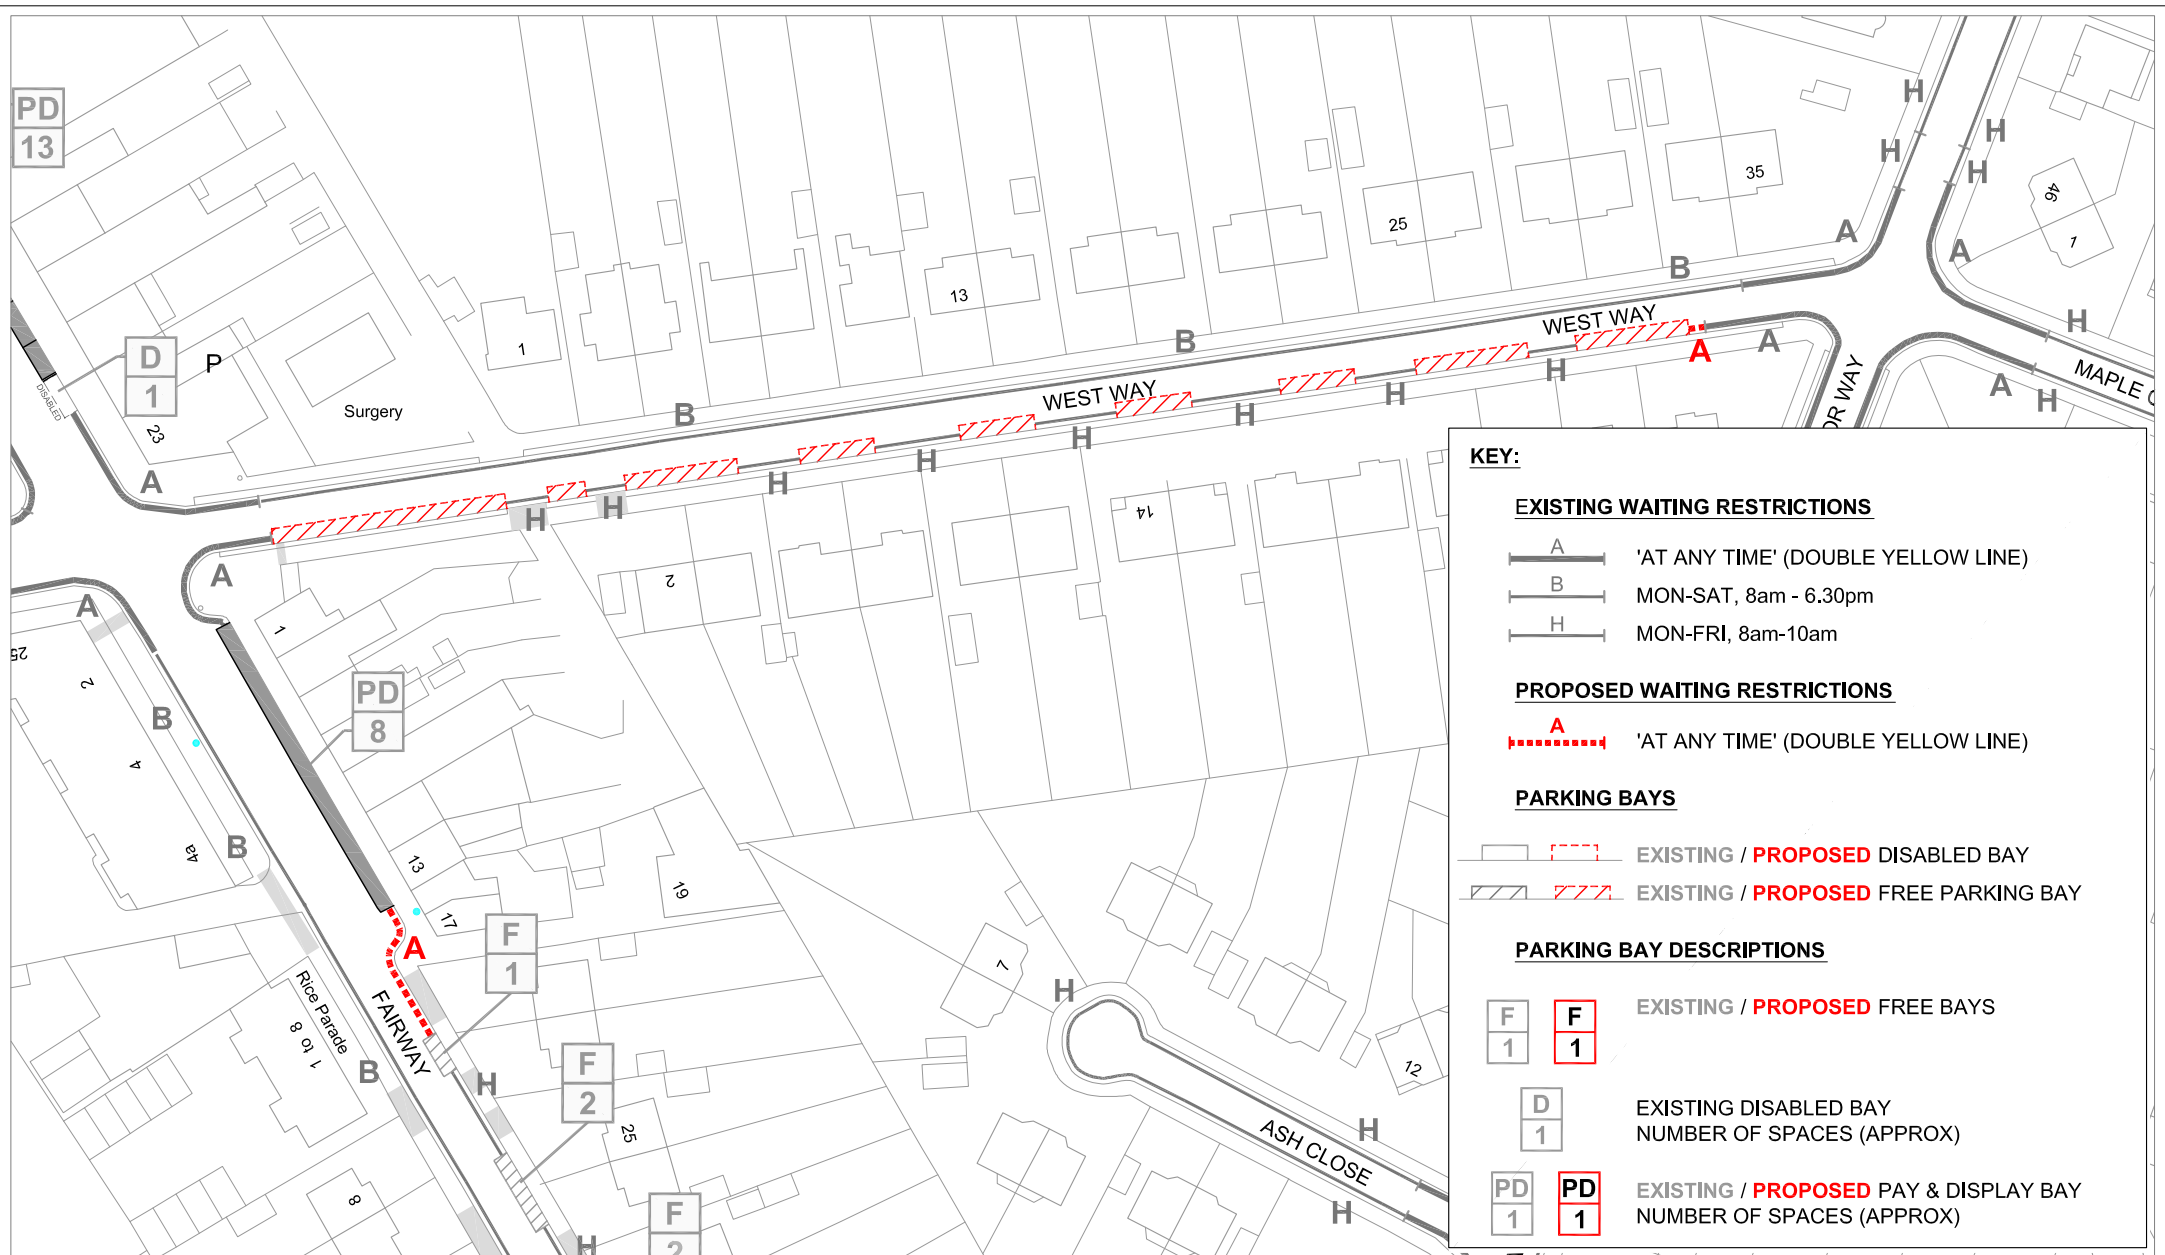 PD
13
D
1
P
DISABLED
23
Surgery
A
A
A
1
B
13
B
25
35
B
H
H
H
H
46
1
A
A
H
WEST WAY
WEST WAY
A
A
A
H
MAPLE
H
H
H
H
H
H
H
H
H
2
14
1
25
2
4
4a
B
B
PD
8
13
17
19
A
F
1
F
2
F
2
Rice Parade
1 to 8
FAIRWAY
B
H
25
8
H
7
H
12
H
H
ASH CLOSE
KEY:
EXISTING WAITING RESTRICTIONS
A
'AT ANY TIME' (DOUBLE YELLOW LINE)
B
MON-SAT, 8am - 6.30pm
H
MON-FRI, 8am-10am
PROPOSED WAITING RESTRICTIONS
A
'AT ANY TIME' (DOUBLE YELLOW LINE)
PARKING BAYS
EXISTING / PROPOSED DISABLED BAY
EXISTING / PROPOSED FREE PARKING BAY
PARKING BAY DESCRIPTIONS
F
1
F
1
EXISTING / PROPOSED FREE BAYS
D
1
EXISTING DISABLED BAY
NUMBER OF SPACES (APPROX)
PD
1
PD
1
EXISTING / PROPOSED PAY & DISPLAY BAY
NUMBER OF SPACES (APPROX)